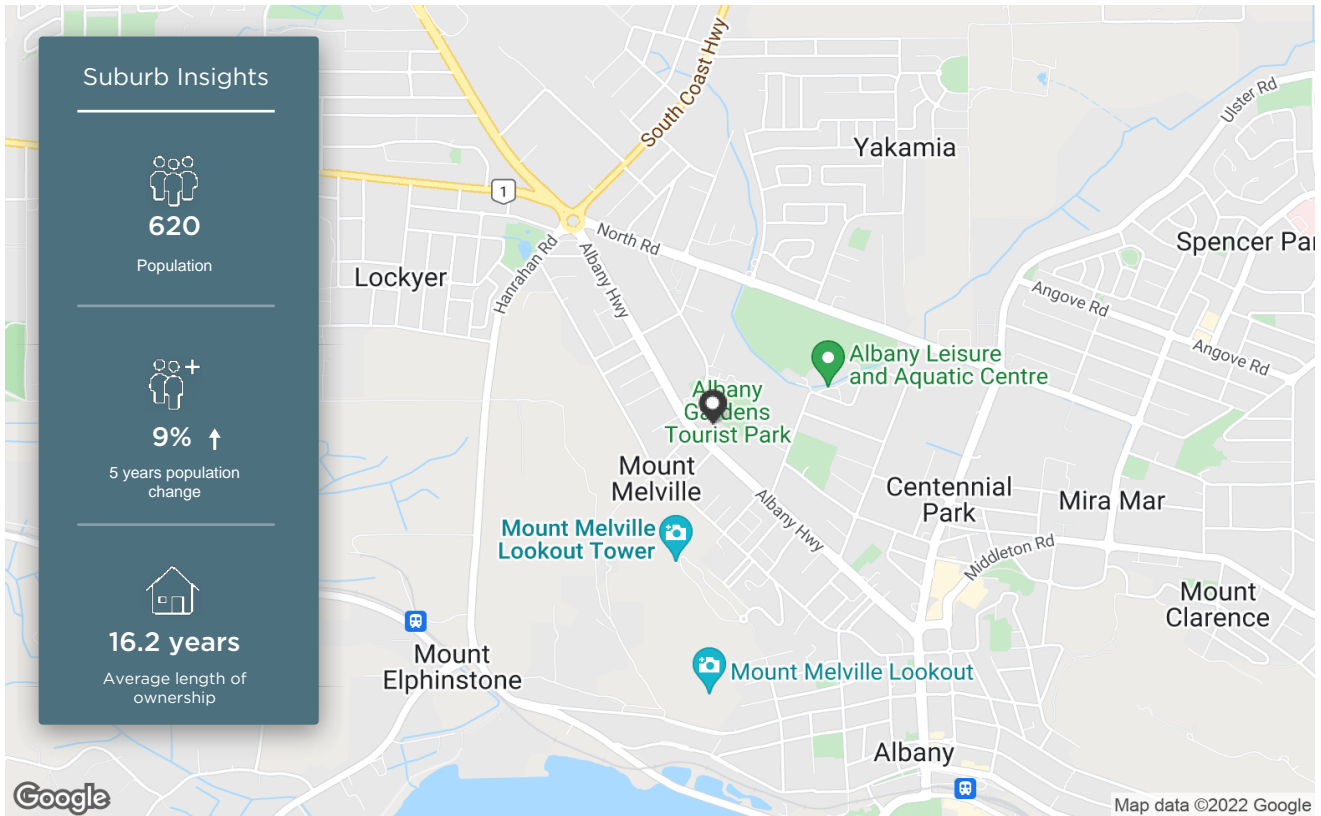 Suburb Insights
620
Population
9%
5 years population
change
16.2 years
Average length of
ownership
South Coast Hwy
1
Yakamia
Ulster Rd
Spencer Par
North Rd
Hanrahan Rd
Albany Hwy
Lockyer
Angove Rd
Angove Rd
Albany Leisure
and Aquatic Centre
Albany
Gardens
Tourist Park
Mount
Melville
Albany Hwy
Centennial
Park
Mira Mar
Mount Melville
Lookout Tower
Middleton Rd
Mount
Clarence
Mount
Elphinstone
Mount Melville Lookout
Albany
Google
Map data ©2022 Google